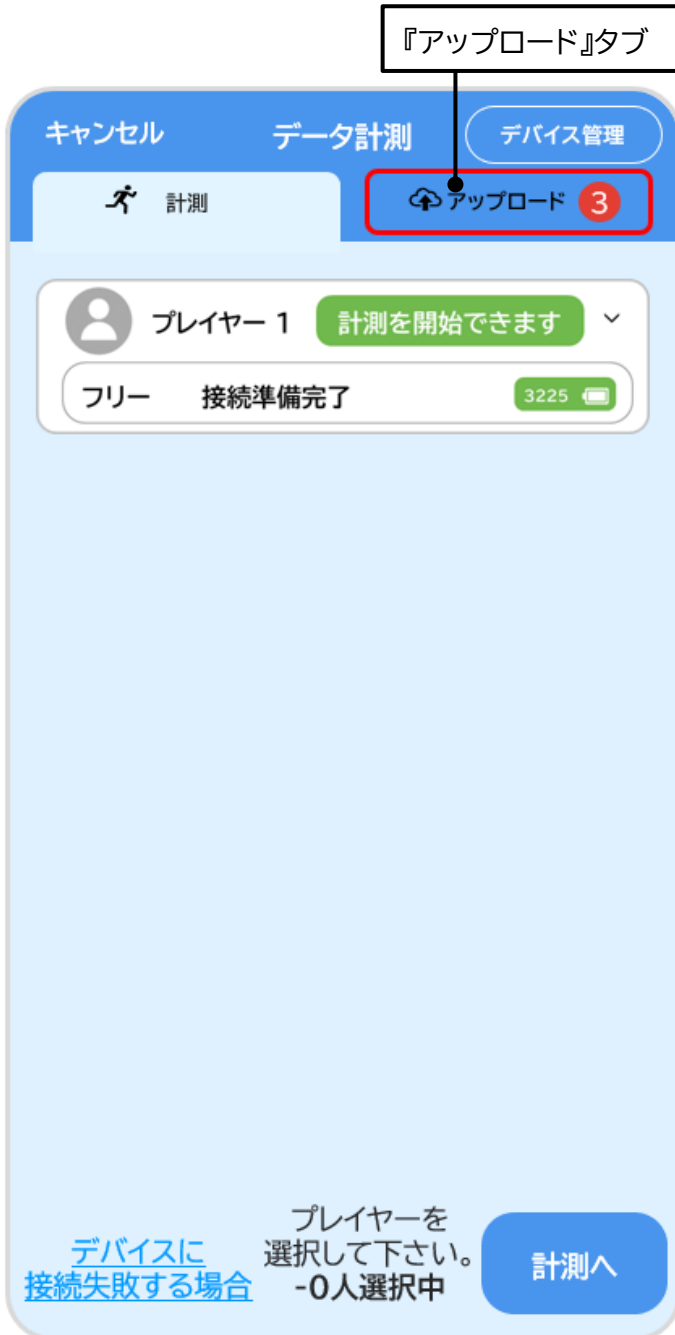 『アップロード』タブ
キャンセル データ計測 デバイス管理
計測 アップロード 3
プレイヤー 1 計測を開始できます
フリー 接続準備完了 3225
プレイヤーを
選択して下さい。
-0人選択中
デバイスに
接続失敗する場合
計測へ